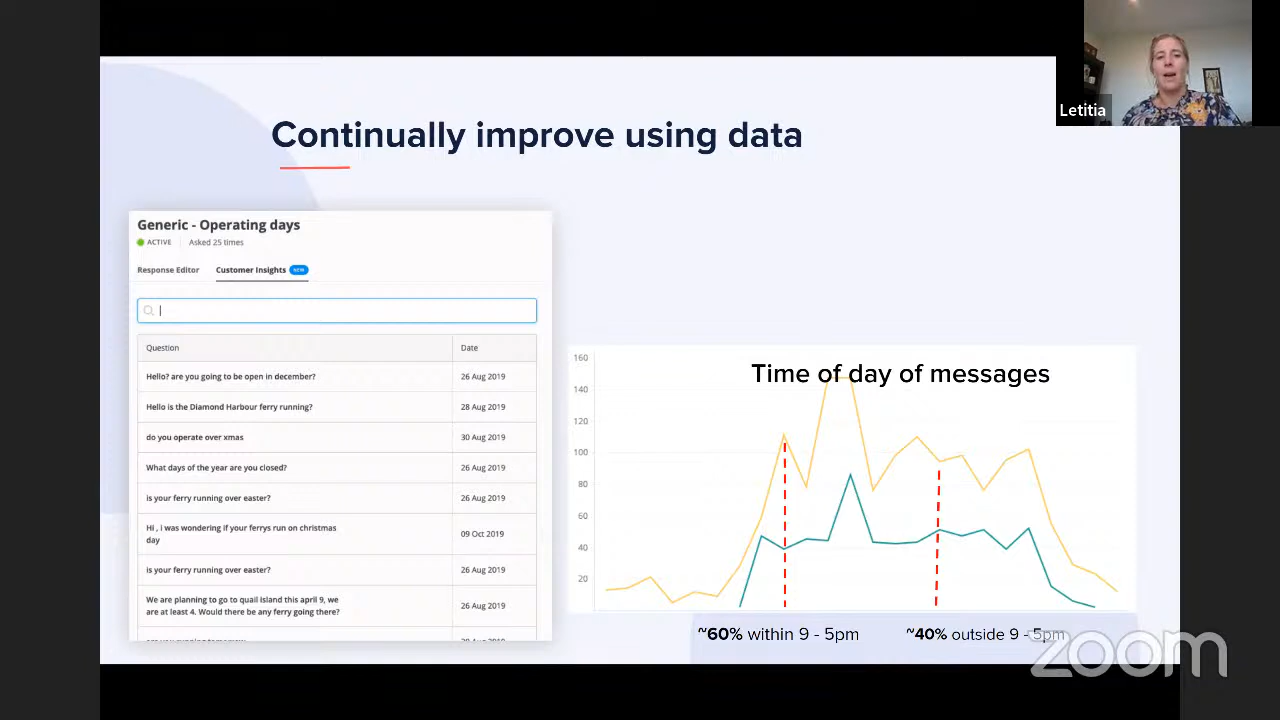 Letitia
Continually improve using data
Generic - Operating days
ACTIVE Asked 25 times
Response Editor Customer Insights NEW
Question Date
Hello? are you going to be open in december? 26 Aug 2019
Hello is the Diamond Harbour ferry running? 28 Aug 2019
do you operate over xmas 30 Aug 2019
What days of the year are you closed? 26 Aug 2019
is your ferry running over easter? 26 Aug 2019
Hi , i was wondering if your ferrys run on christmas
day 09 Oct 2019
is your ferry running over easter? 26 Aug 2019
We are planning to go to quail island this april 9, we
are at least 4. Would there be any ferry going there? 26 Aug 2019
Time of day of messages
160
140
120
100
80
60
40
20
~60% within 9 - 5pm ~40% outside 9 - 5pm
zoom